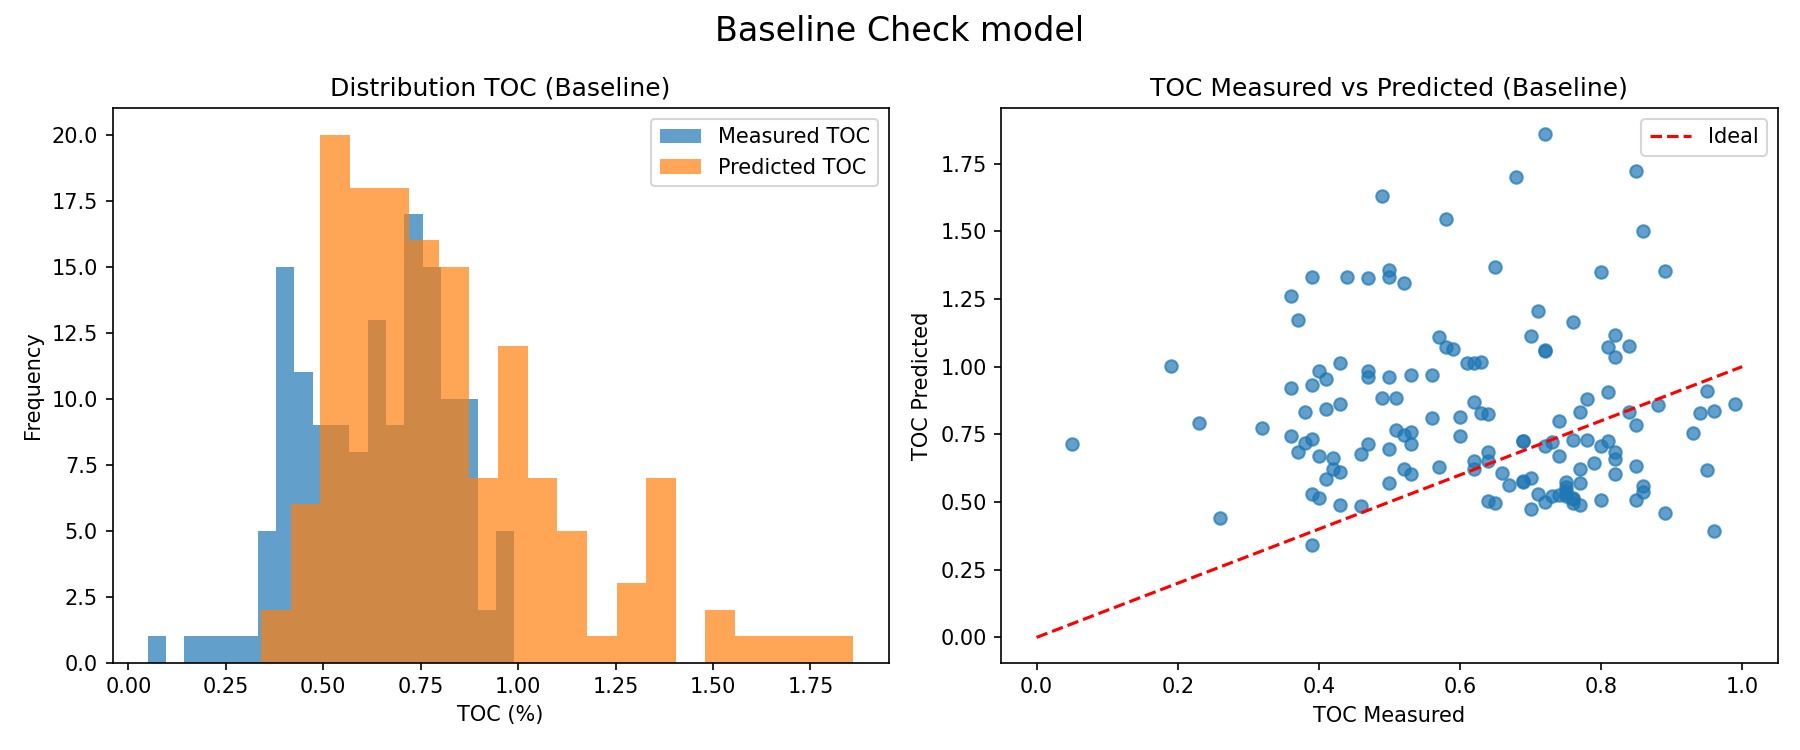 Baseline Check model
Distribution TOC (Baseline)
Measured TOC
Predicted TOC
20.0
17.5
15.0
12.5
10.0
7.5
5.0
2.5
0.0
Frequency
0.00 0.25 0.50 0.75 1.00 1.25 1.50 1.75
TOC (%)
TOC Measured vs Predicted (Baseline)
Ideal
1.75
1.50
1.25
1.00
0.75
0.50
0.25
0.00
TOC Predicted
0.0 0.2 0.4 0.6 0.8 1.0
TOC Measured